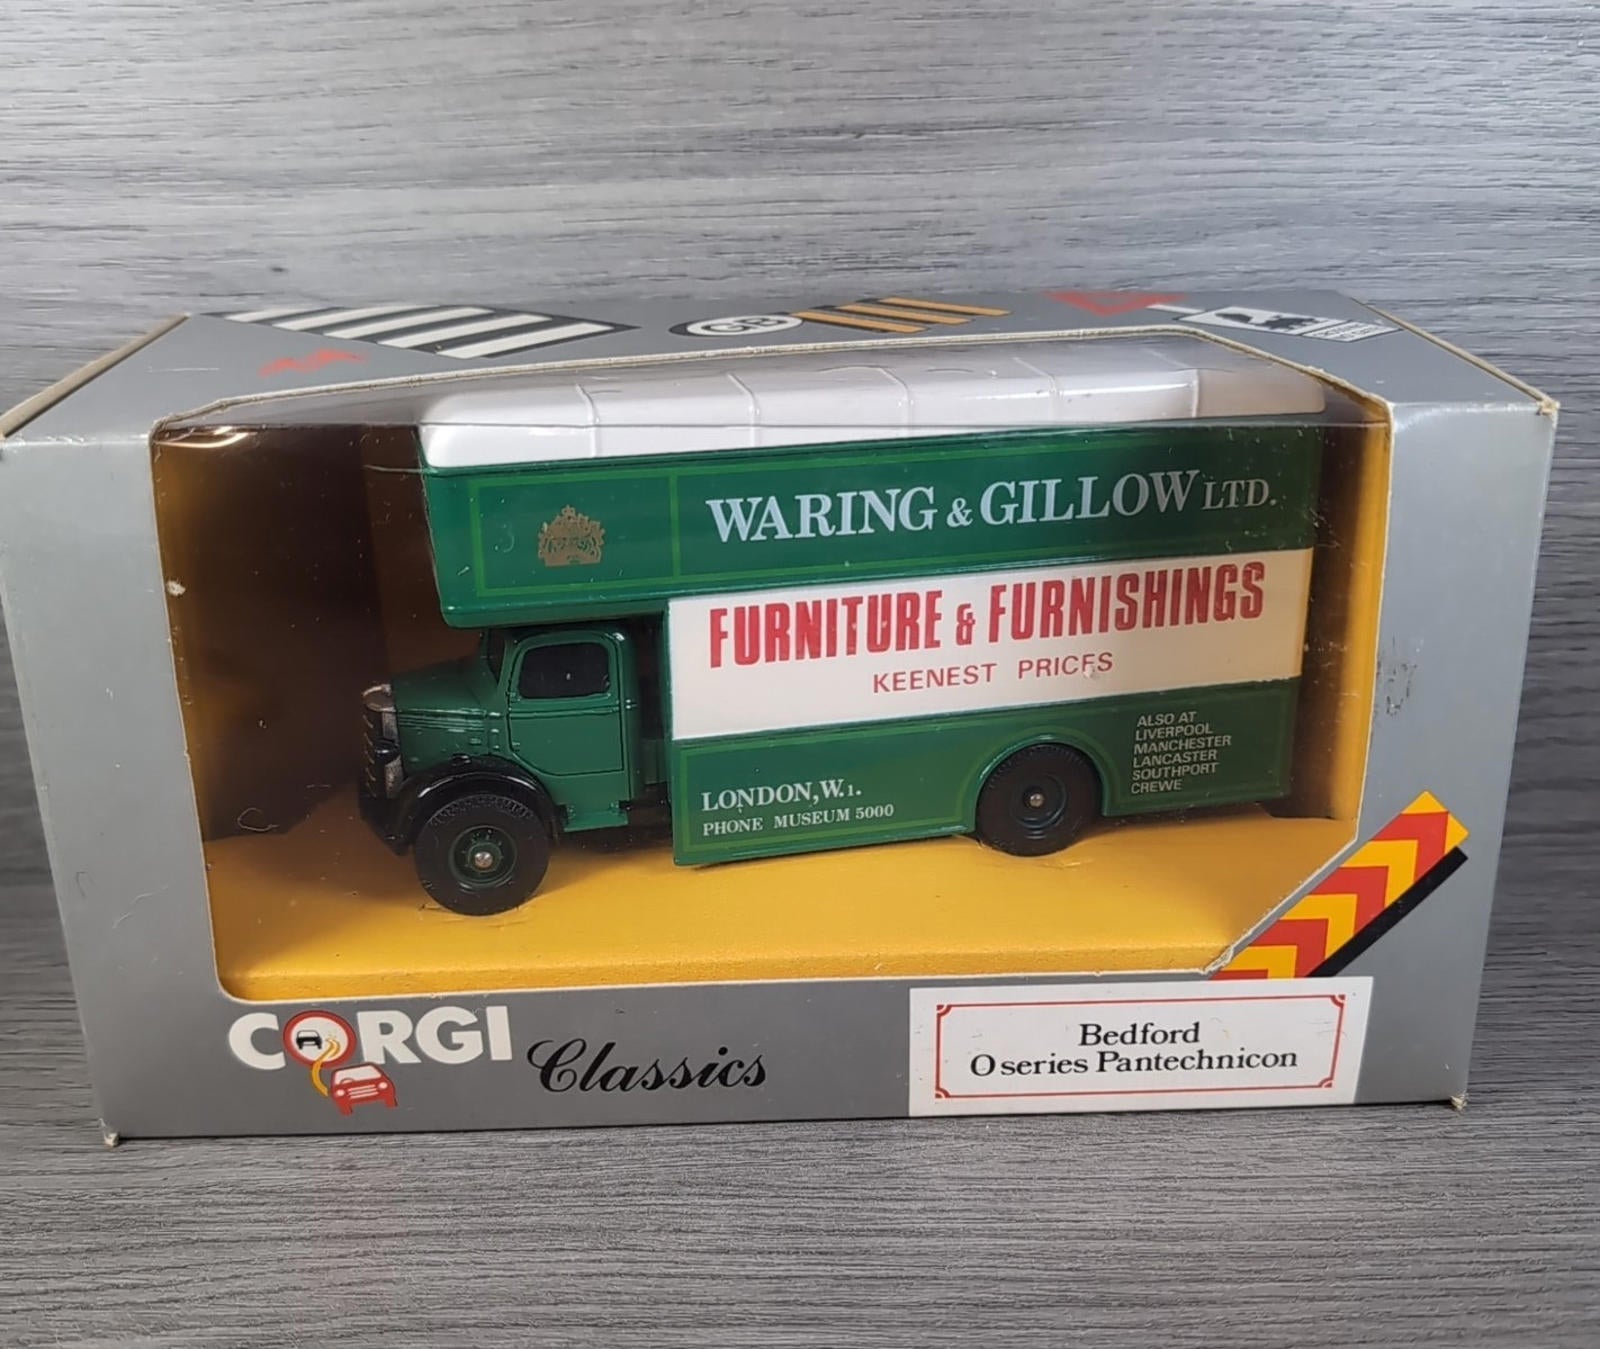 GB
WARING & GILLOW LTD.
FURNITURE & FURNISHINGS
KEENEST PRICES
LONDON, W.1.
PHONE MUSEUM 5000
ALSO AT
LIVERPOOL
MANCHESTER
LANCASTER
SOUTHPORT
CREWE
CORGI Classics
Bedford
O series Pantechnicon